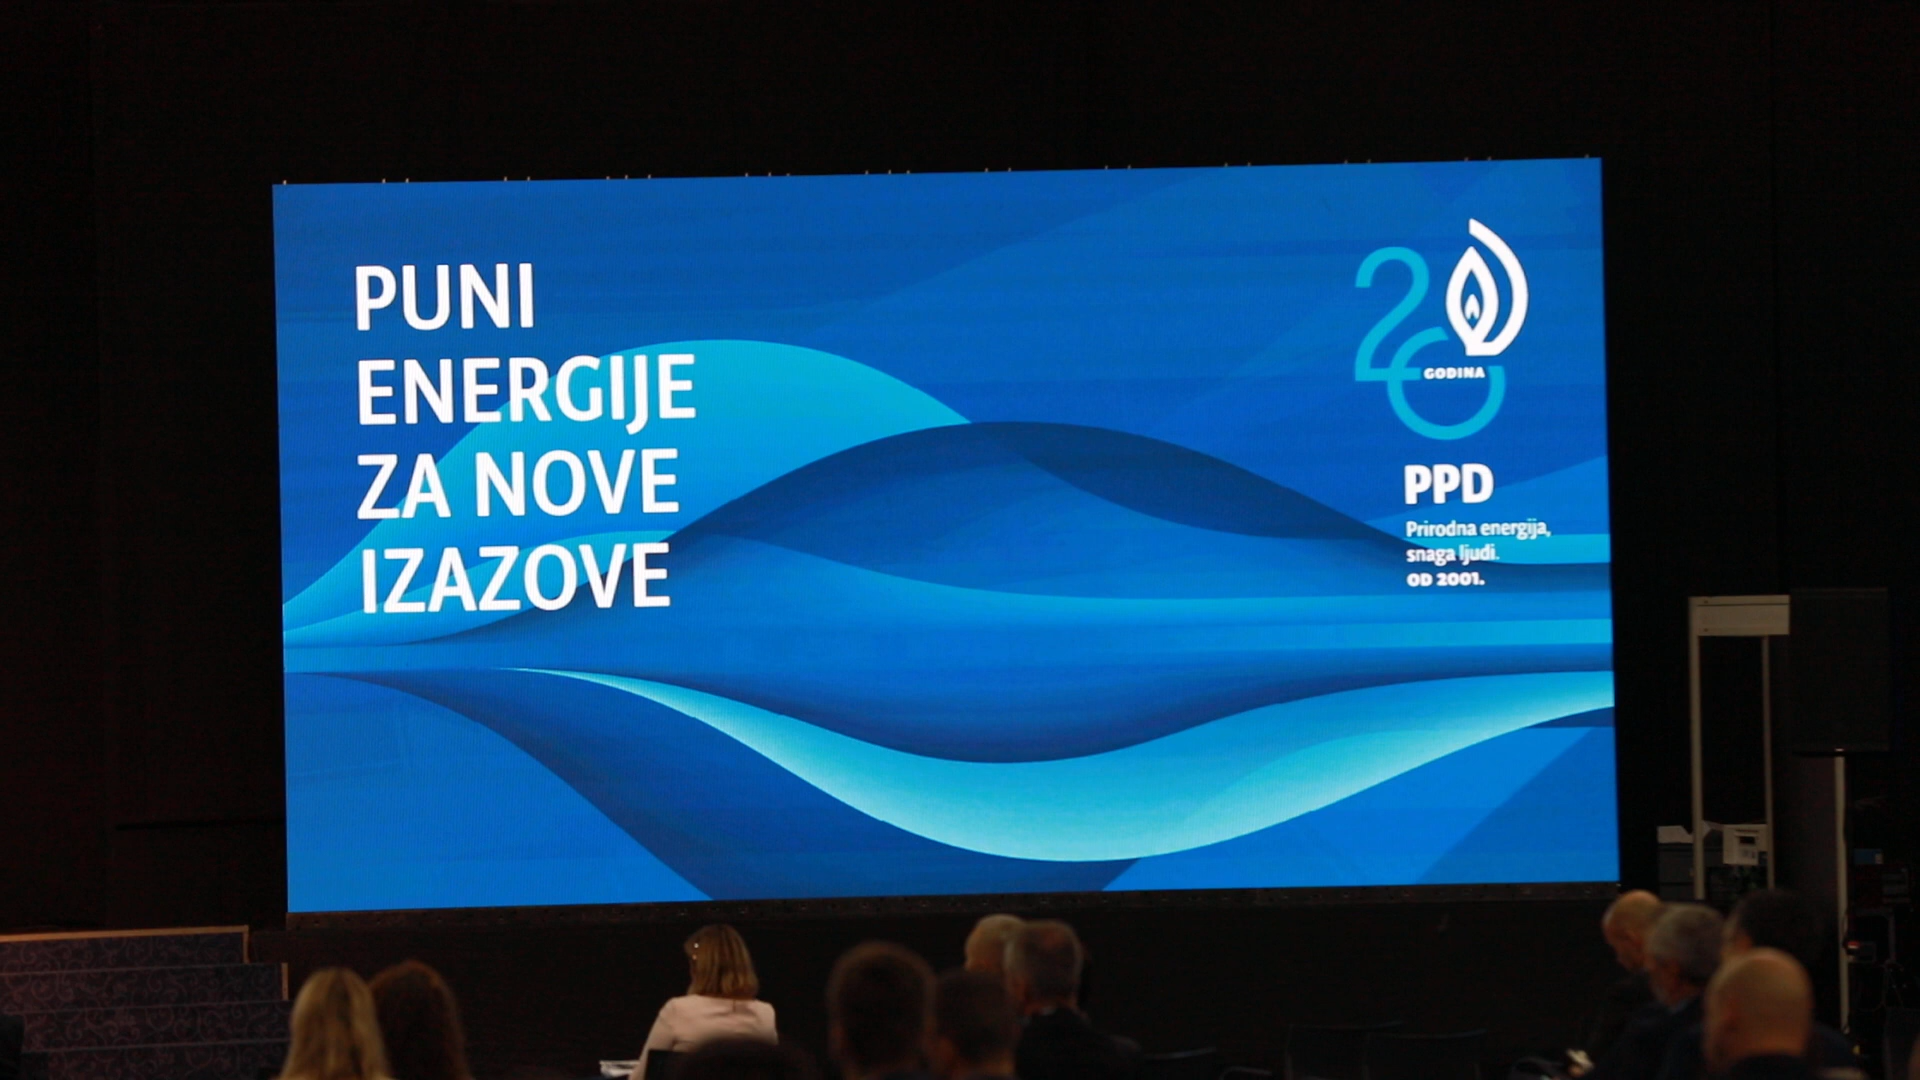 PUNI
ENERGIJE
ZA NOVE
IZAZOVE
20
GODINA
PPD
Prirodna energija,
snaga ljudi.
OD 2001.